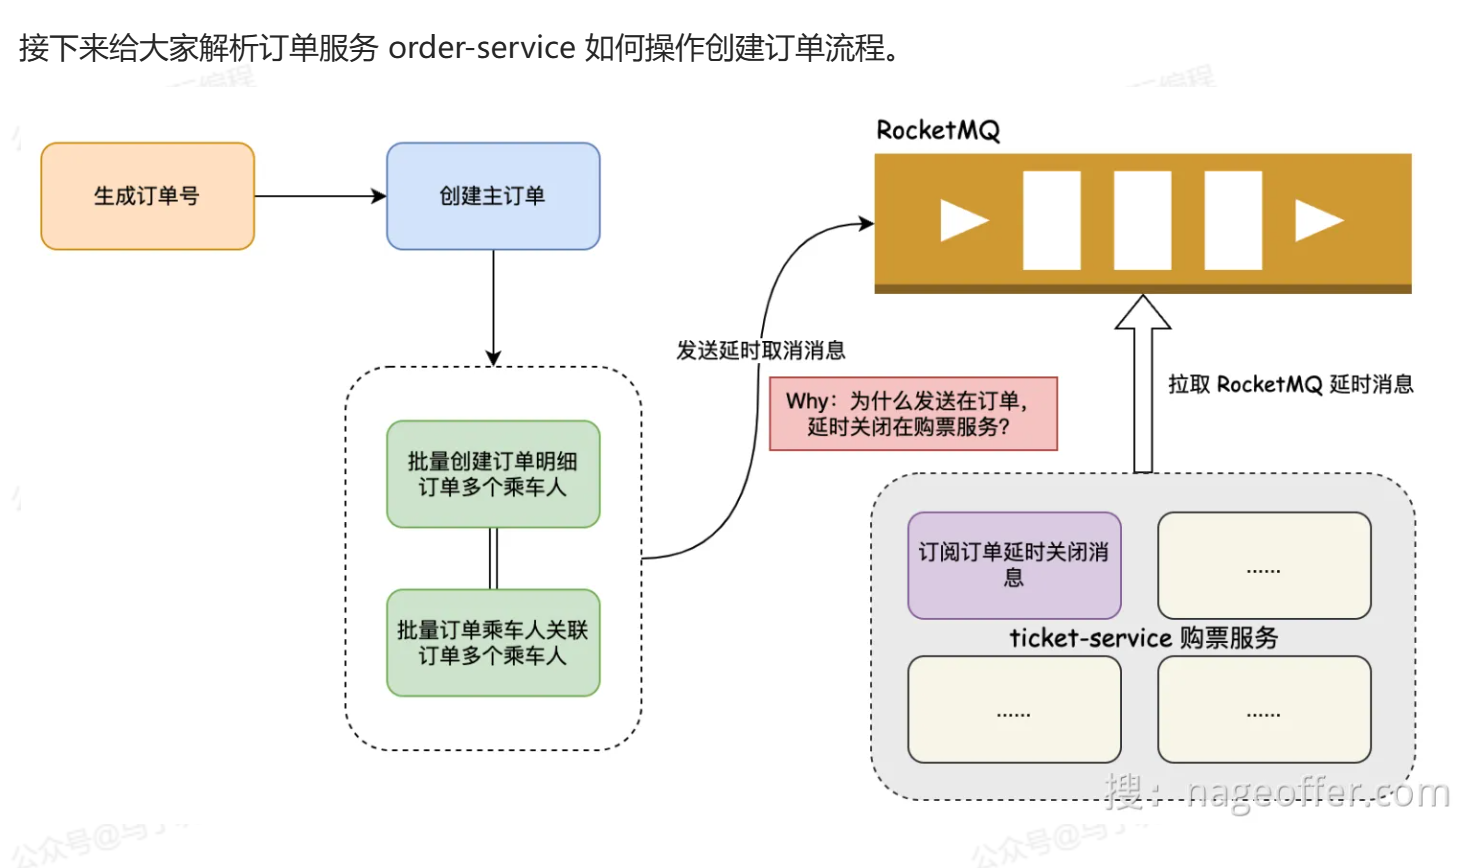 接下来给大家解析订单服务 order-service 如何操作创建订单流程。
RocketMQ
生成订单号
创建主订单
发送延时取消消息
Why：为什么发送在订单，
延时关闭在购票服务？
拉取 RocketMQ 延时消息
批量创建订单明细
订单多个乘车人
批量订单乘车人关联
订单多个乘车人
订阅订单延时关闭消
息
......
ticket-service 购票服务
......
......
搜：nageoffer.com
公众号@马丁
公众号@马丁